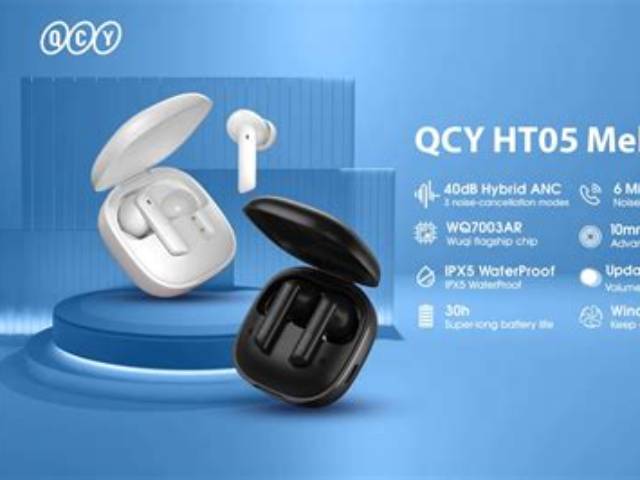 QCY
QCY HT05 Mel
40dB Hybrid ANC
3 noise-cancellation modes
6 Mi
Noise
WQ7003AR
Wuqi flagship chip
10mm
Advan
IPX5 WaterProof
IPX5 WaterProof
Upda
Volume
30h
Super-long battery life
Wind
Keep